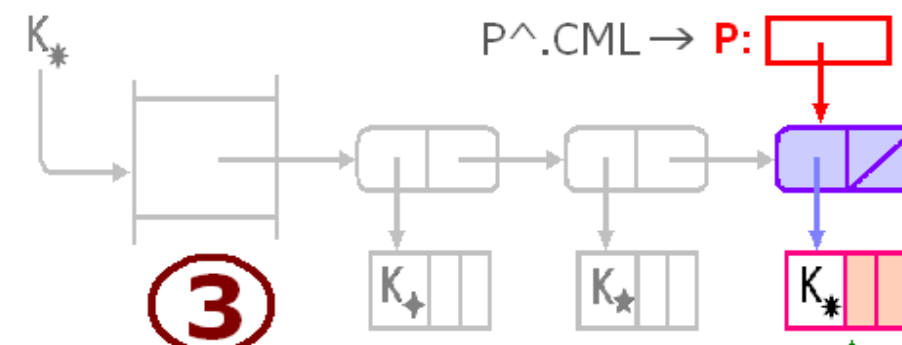 K✷
P^.CML → P:
K✦
K★
K✷
3